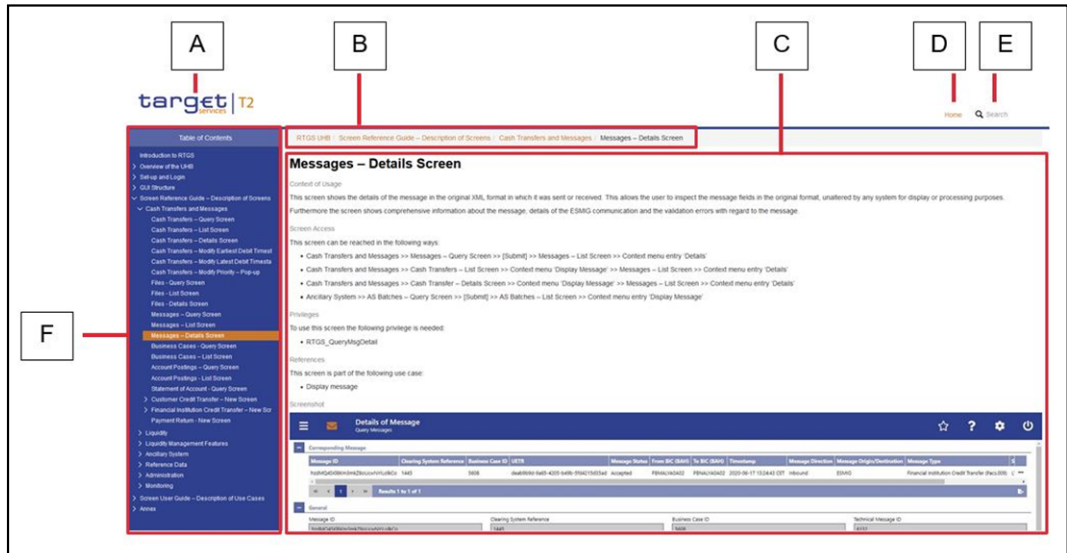 A
B
C
D
E
target | T2
services
Home
Search
Table of Contents
RTGS UHB / Screen Reference Guide – Description of Screens / Cash Transfers and Messages / Messages – Details Screen
F
Introduction to RTGS
Overview of the UHB
Set-up and Login
GUI Structure
Screen Reference Guide – Description of Screens
Cash Transfers and Messages
Cash Transfers – Query Screen
Cash Transfers – List Screen
Cash Transfers – Details Screen
Cash Transfers – Modify Earliest Debit Timest
Cash Transfers – Modify Latest Debit Timesta
Cash Transfers – Modify Priority – Pop-up
Files - Query Screen
Files - List Screen
Files - Details Screen
Messages – Query Screen
Messages – List Screen
Messages – Details Screen
Business Cases - Query Screen
Business Cases – List Screen
Account Postings – Query Screen
Account Postings - List Screen
Statement of Account - Query Screen
Customer Credit Transfer – New Screen
Financial Institution Credit Transfer – New Scr
Payment Return - New Screen
Liquidity
Liquidity Management Features
Ancillary System
Reference Data
Administration
Monitoring
Screen User Guide – Description of Use Cases
Annex
Messages – Details Screen
Context of Usage
This screen shows the details of the message in the original XML format in which it was sent or received. This allows the user to inspect the message fields in the original format, unaltered by any system for display or processing purposes.
Furthermore the screen shows comprehensive information about the message, details of the ESMIG communication and the validation errors with regard to the message.
Screen Access
This screen can be reached in the following ways:
• Cash Transfers and Messages >> Messages – Query Screen >> [Submit] >> Messages – List Screen >> Context menu entry 'Details'
• Cash Transfers and Messages >> Cash Transfers – List Screen >> Context menu 'Display Message' >> Messages – List Screen >> Context menu entry 'Details'
• Cash Transfers and Messages >> Cash Transfer – Details Screen >> Context menu 'Display Message' >> Messages – List Screen >> Context menu entry 'Details'
• Ancillary System >> AS Batches – Query Screen >> [Submit] >> AS Batches – List Screen >> Context menu entry 'Display Message'
Privileges
To use this screen the following privilege is needed:
• RTGS_QueryMsgDetail
References
This screen is part of the following use case:
• Display message
Screenshot
Details of Message
Query Messages
Corresponding Message
Message ID Clearing System Reference Business Case ID UETR Message Status From BIC (BAH) To BIC (BAH) Timestamp Message Direction Message Origin/Destination Message Type S
1445 5608 Accepted 2020-06-17 13:24:43 CET Inbound ESMIG Financial Institution Credit Transfer (pacs.009)
1 Results 1 to 1 of 1
General
Message ID Clearing System Reference Business Case ID Technical Message ID
1445 5608